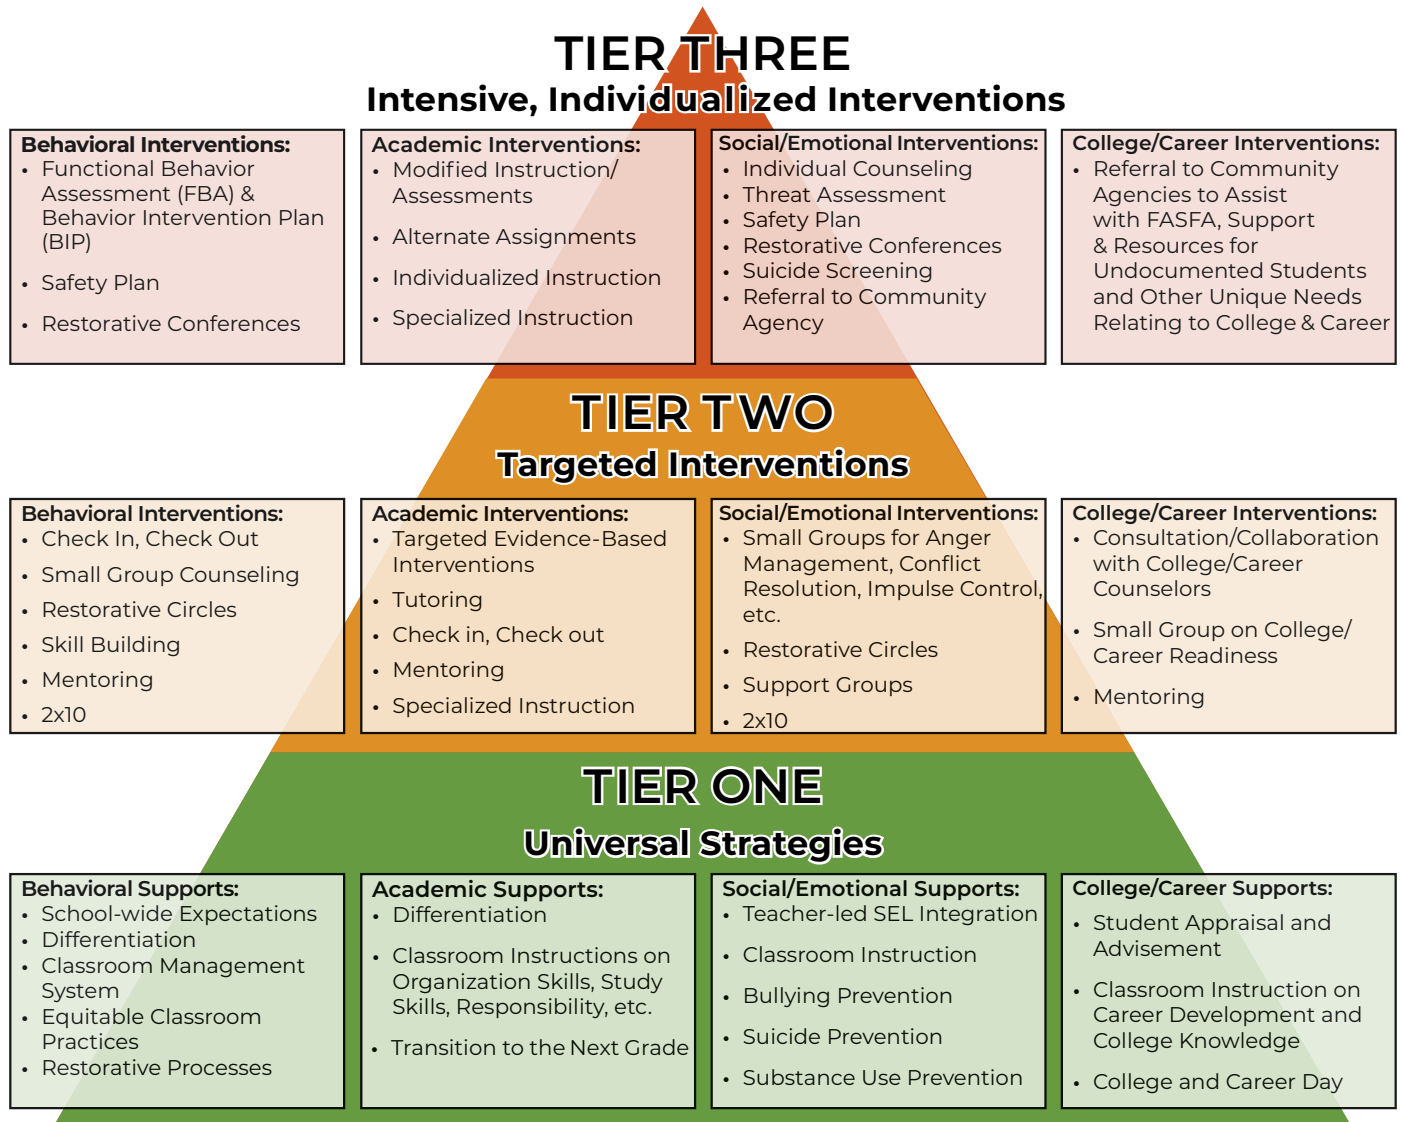 TIER THREE
Intensive, Individualized Interventions
Behavioral Interventions:
• Functional Behavior
Assessment (FBA) &
Behavior Intervention Plan
(BIP)
• Safety Plan
• Restorative Conferences
Academic Interventions:
• Modified Instruction/
Assessments
• Alternate Assignments
• Individualized Instruction
• Specialized Instruction
Social/Emotional Interventions:
• Individual Counseling
• Threat Assessment
• Safety Plan
• Restorative Conferences
• Suicide Screening
• Referral to Community
Agency
College/Career Interventions:
• Referral to Community
Agencies to Assist
with FASFA, Support
& Resources for
Undocumented Students
and Other Unique Needs
Relating to College & Career
TIER TWO
Targeted Interventions
Behavioral Interventions:
• Check In, Check Out
• Small Group Counseling
• Restorative Circles
• Skill Building
• Mentoring
• 2x10
Academic Interventions:
• Targeted Evidence-Based
Interventions
• Tutoring
• Check in, Check out
• Mentoring
• Specialized Instruction
Social/Emotional Interventions:
• Small Groups for Anger
Management, Conflict
Resolution, Impulse Control,
etc.
• Restorative Circles
• Support Groups
• 2x10
College/Career Interventions:
• Consultation/Collaboration
with College/Career
Counselors
• Small Group on College/
Career Readiness
• Mentoring
TIER ONE
Universal Strategies
Behavioral Supports:
• School-wide Expectations
• Differentiation
• Classroom Management
System
• Equitable Classroom
Practices
• Restorative Processes
Academic Supports:
• Differentiation
• Classroom Instructions on
Organization Skills, Study
Skills, Responsibility, etc.
• Transition to the Next Grade
Social/Emotional Supports:
• Teacher-led SEL Integration
• Classroom Instruction
• Bullying Prevention
• Suicide Prevention
• Substance Use Prevention
College/Career Supports:
• Student Appraisal and
Advisement
• Classroom Instruction on
Career Development and
College Knowledge
• College and Career Day